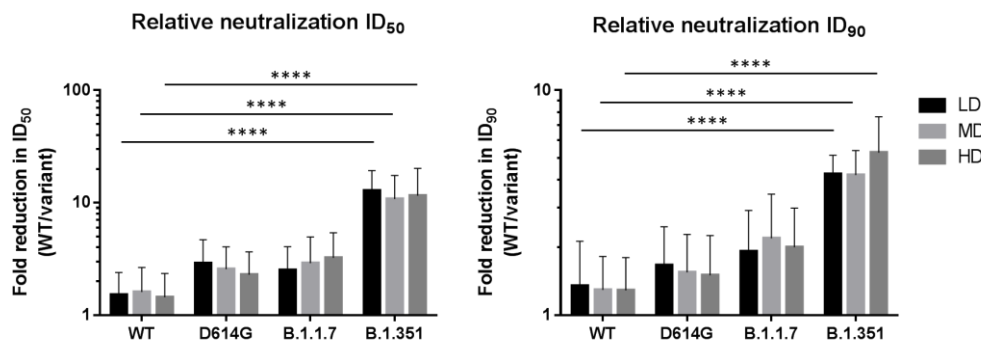 Relative neutralization ID50
Fold reduction in ID50
(WT/variant)
100
10
1
****
****
****
WT
D614G
B.1.1.7
B.1.351
Relative neutralization ID90
Fold reduction in ID90
(WT/variant)
10
1
****
****
****
WT
D614G
B.1.1.7
B.1.351
LD
MD
HD